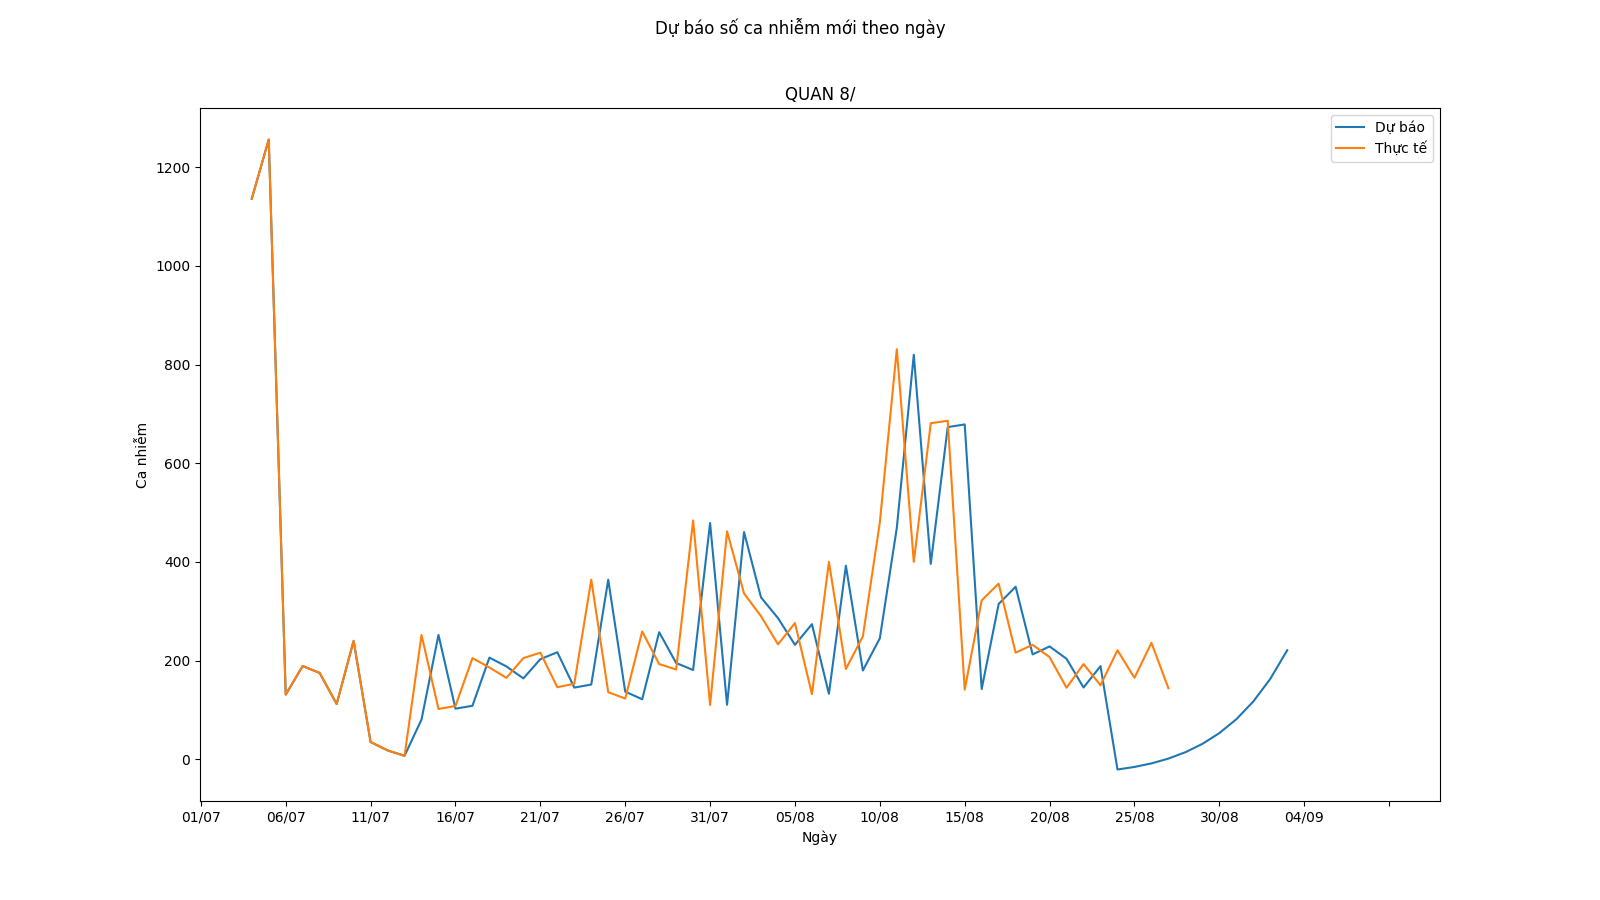 Dự báo số ca nhiễm mới theo ngày
QUAN 8/
Dự báo
Thực tế
1200
1000
800
600
400
200
0
Ca nhiễm
01/07 06/07 11/07 16/07 21/07 26/07 31/07 05/08 10/08 15/08 20/08 25/08 30/08 04/09
Ngày